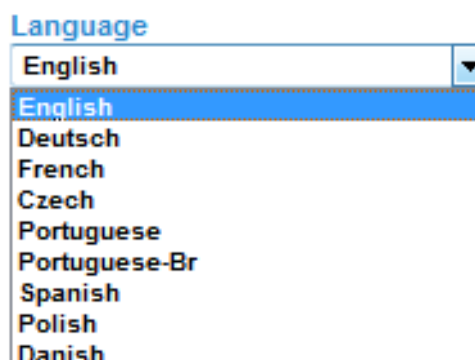 Language
English
English
Deutsch
French
Czech
Portuguese
Portuguese-Br
Spanish
Polish
Danish